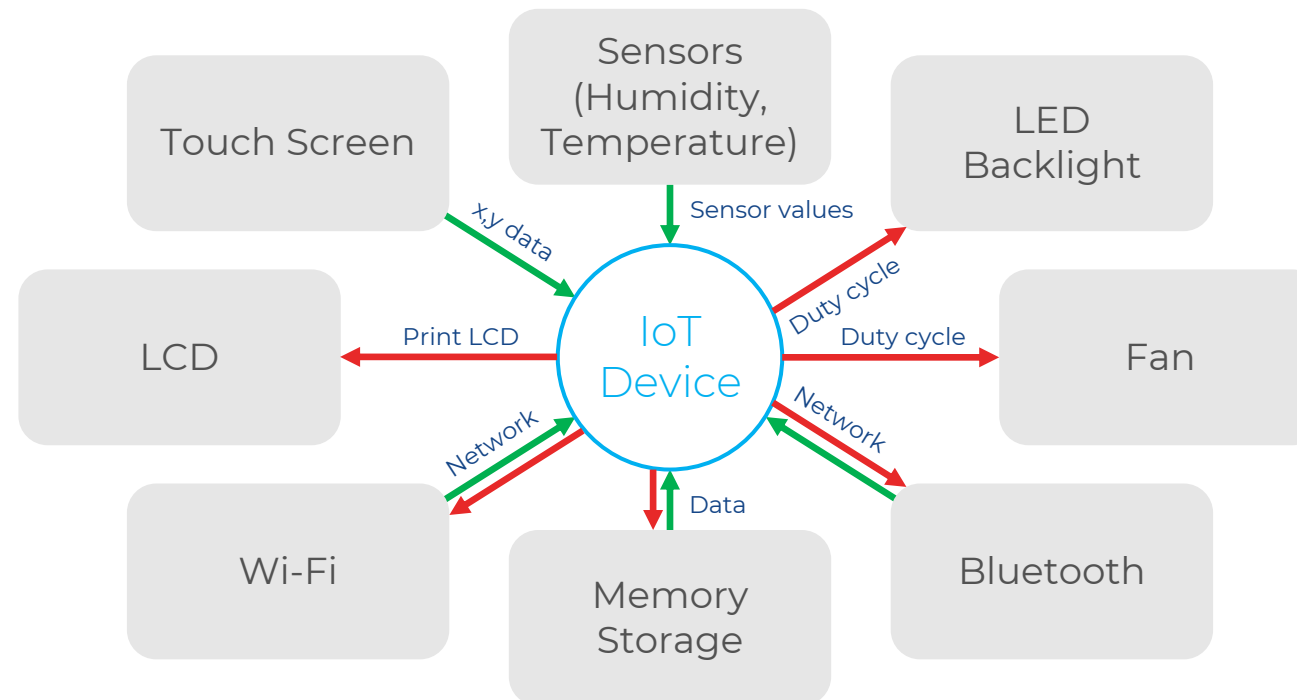 Sensors
(Humidity,
Temperature)
Touch Screen
LED
Backlight
x,y data
Sensor values
Duty cycle
LCD
Print LCD
IoT
Device
Duty cycle
Fan
Network
Network
Data
Wi-Fi
Memory
Storage
Bluetooth